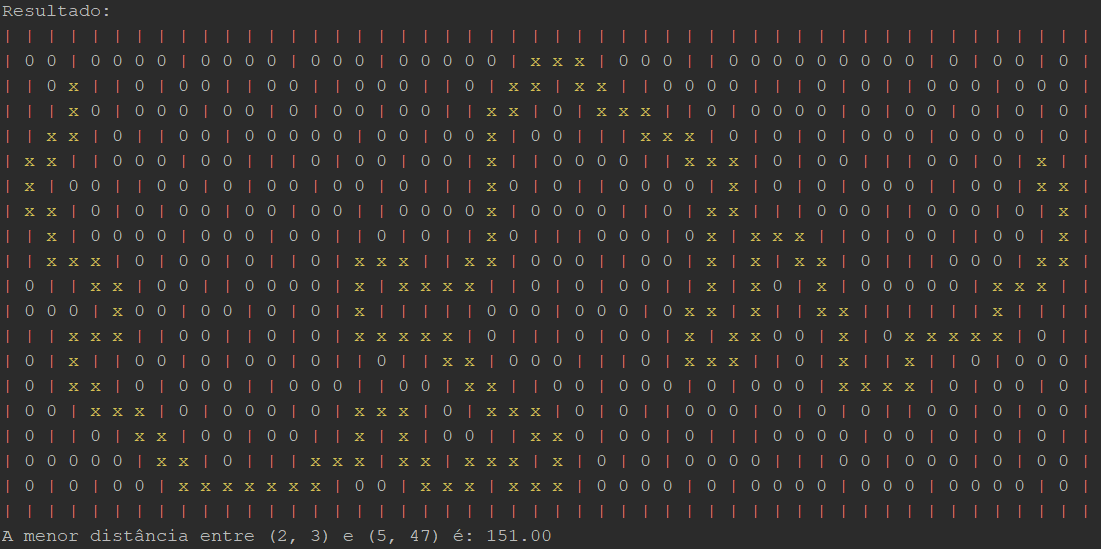 Resultado:
| | | | | | | | | | | | | | | | | | | | | | | | | | | | | | | | | | | | | | | | | | | | | | | | | |
| 0 0 | 0 0 0 0 | 0 0 0 0 | 0 0 0 | 0 0 0 0 0 | x x x | 0 0 0 | | 0 0 0 0 0 0 0 0 0 | 0 | 0 0 | 0 |
| | 0 x | | 0 0 0 | 0 | 0 | 0 | 0 0 0 | | 0 | x x | x x | | 0 0 0 0 | | | 0 | 0 0 | 0 | 0 | 0 0 0 |
| | | x 0 | 0 0 0 | 0 0 | 0 | 0 0 | 0 0 | | x x | 0 | x x x | | 0 | 0 0 0 0 0 | 0 | 0 0 | 0 | 0 | 0 |
| | x x | 0 | | 0 0 | 0 0 0 0 0 | 0 0 | 0 0 x | 0 0 | | x x x | 0 | 0 | 0 | 0 0 | 0 0 | 0 0 0 0 | 0 |
| x x | | 0 0 0 | 0 0 0 | 0 | | 0 0 | 0 0 | x | | 0 0 0 0 | | x x x | 0 | 0 0 | | | 0 0 | 0 | 0 | x | |
| x | 0 0 | | 0 0 | 0 | 0 0 | 0 0 | 0 0 | | x 0 | 0 | 0 0 | 0 0 0 | x | 0 | 0 | 0 0 0 | | 0 0 | | x x |
| x x | 0 | 0 | 0 0 | 0 | 0 0 | | 0 0 0 0 x | 0 0 0 0 | | 0 | x x | | | 0 0 0 | | 0 0 0 | 0 | x |
| | x | 0 0 0 0 | 0 0 0 | 0 0 | | 0 | 0 | | x 0 | | | 0 0 0 | 0 x | x x x | | 0 | 0 0 | | 0 0 | x |
| | x x x | 0 | 0 0 | 0 | | 0 | x x x | | x x | 0 0 0 | | 0 0 | x | x | x x | 0 | | | 0 0 | 0 | x x |
| 0 | | x x | | 0 | 0 0 | 0 0 | x | x x x x | | 0 0 | 0 0 | 0 0 | x | x 0 | x | 0 0 0 0 0 | x x x |
| 0 0 0 | x 0 0 | 0 0 | 0 | 0 | x | | | | | 0 0 0 | 0 0 0 | 0 x x | x | | x x | | | | | | x | | | |
| | | x x x | | 0 0 0 | 0 | 0 | x x x x x | | 0 0 0 | 0 | 0 0 | x | x x 0 0 | x | 0 x x x x x | 0 |
| 0 | x | | 0 0 | 0 0 | 0 | | 0 | 0 | x x | 0 0 0 | | 0 0 | x x x | | 0 0 | x | | x | | 0 | 0 0 0 |
| 0 | x x | 0 | | | 0 0 | 0 0 0 | | 0 0 | x x | | 0 0 | 0 0 0 | 0 | 0 0 0 | x x x x | 0 | 0 0 | 0 |
| 0 0 | x x x | 0 | 0 0 0 | 0 | x x x | 0 | x x x | 0 | 0 | | 0 0 0 | 0 | 0 | 0 | 0 0 | 0 | 0 0 |
| 0 | | 0 | x x | 0 0 | 0 0 | | x | x | 0 0 | | x x 0 | 0 0 | 0 | | | 0 0 0 | 0 | 0 0 | 0 | 0 | |
| 0 0 0 0 0 | x x | 0 | | | x x x | x x | x x x | x | 0 | 0 | 0 0 0 0 | | | 0 0 | 0 0 0 | 0 | 0 0 |
| 0 | 0 | 0 0 | x x x x x x x | 0 0 | x x x | x x x | 0 0 0 0 | 0 | 0 0 0 0 | 0 0 0 | 0 0 0 0 | 0 |
| | | | | | | | | | | | | | | | | | | | | | | | | | | | | | | | | | | | | | | | | | | | | | | | | |
A menor distância entre (2, 3) e (5, 47) é: 151.00